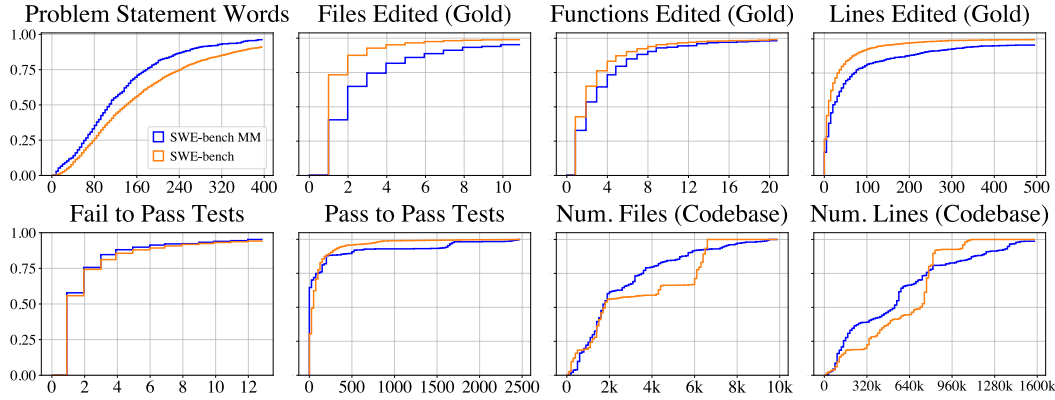 Problem Statement Words
Files Edited (Gold)
Functions Edited (Gold)
Lines Edited (Gold)
1.00
0.75
0.50
0.25
0.00
SWE-bench MM
SWE-bench
0 80 160 240 320 400
0 2 4 6 8 10
0 4 8 12 16 20
0 100 200 300 400 500
Fail to Pass Tests
Pass to Pass Tests
Num. Files (Codebase)
Num. Lines (Codebase)
1.00
0.75
0.50
0.25
0.00
0 2 4 6 8 10 12
0 500 1000 1500 2000 2500
0 2k 4k 6k 8k 10k
0 320k 640k 960k 1280k 1600k